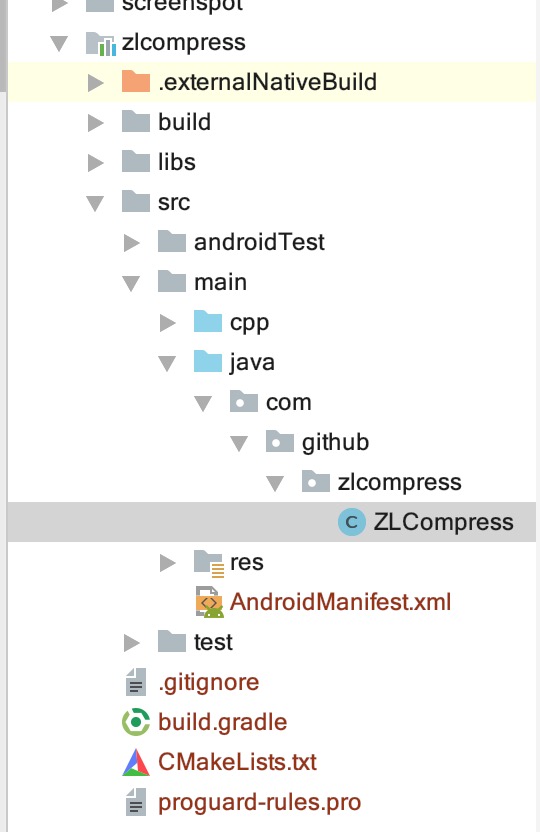 screenspot
zlcompress
.externalNativeBuild
build
libs
src
androidTest
main
cpp
java
com
github
zlcompress
C ZLCompress
res
AndroidManifest.xml
test
.gitignore
build.gradle
CMakeLists.txt
proguard-rules.pro